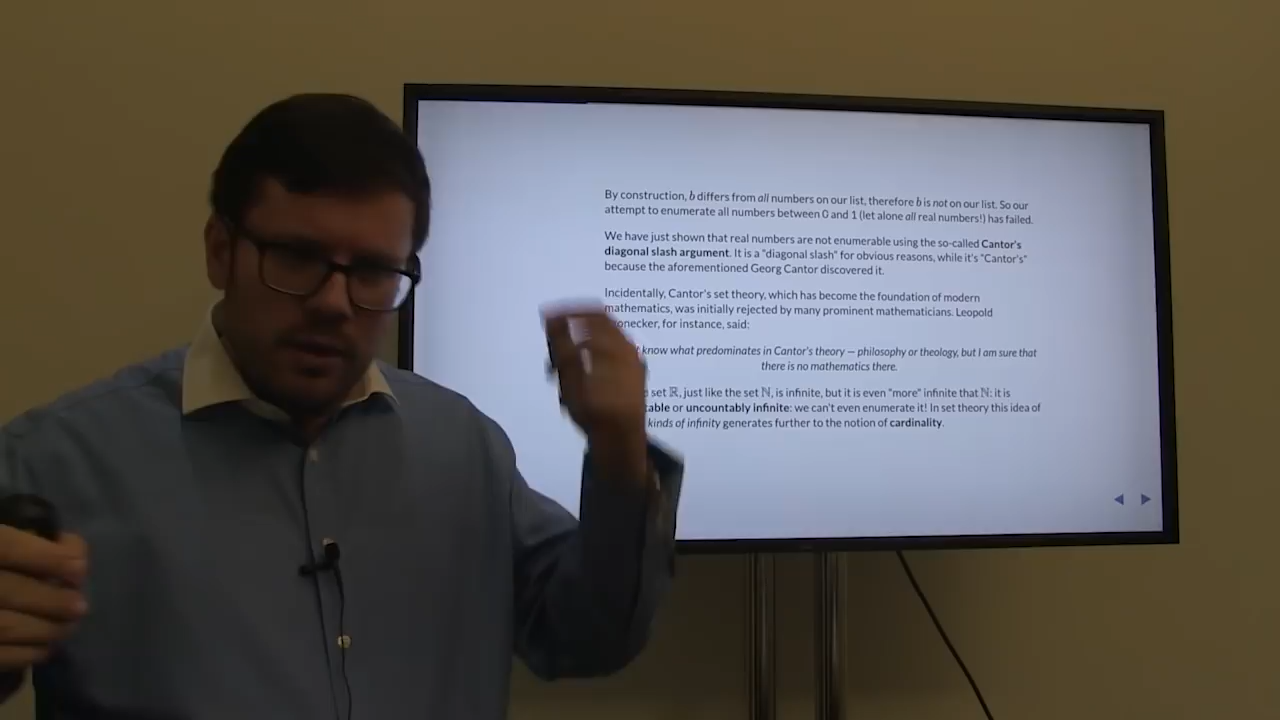 By construction, b differs from all numbers on our list, therefore b is not on our list. So our
attempt to enumerate all numbers between 0 and 1 (let alone all real numbers!) has failed.
We have just shown that real numbers are not enumerable using the so-called Cantor's
diagonal slash argument. It is a "diagonal slash" for obvious reasons, while it's "Cantor's"
because the aforementioned Georg Cantor discovered it.
Incidentally, Cantor's set theory, which has become the foundation of modern
mathematics, was initially rejected by many prominent mathematicians. Leopold
onecker, for instance, said:
know what predominates in Cantor's theory — philosophy or theology, but I am sure that
there is no mathematics there.
set ℝ, just like the set ℕ, is infinite, but it is even "more" infinite that ℕ: it is
table or uncountably infinite: we can't even enumerate it! In set theory this idea of
kinds of infinity generates further to the notion of cardinality.